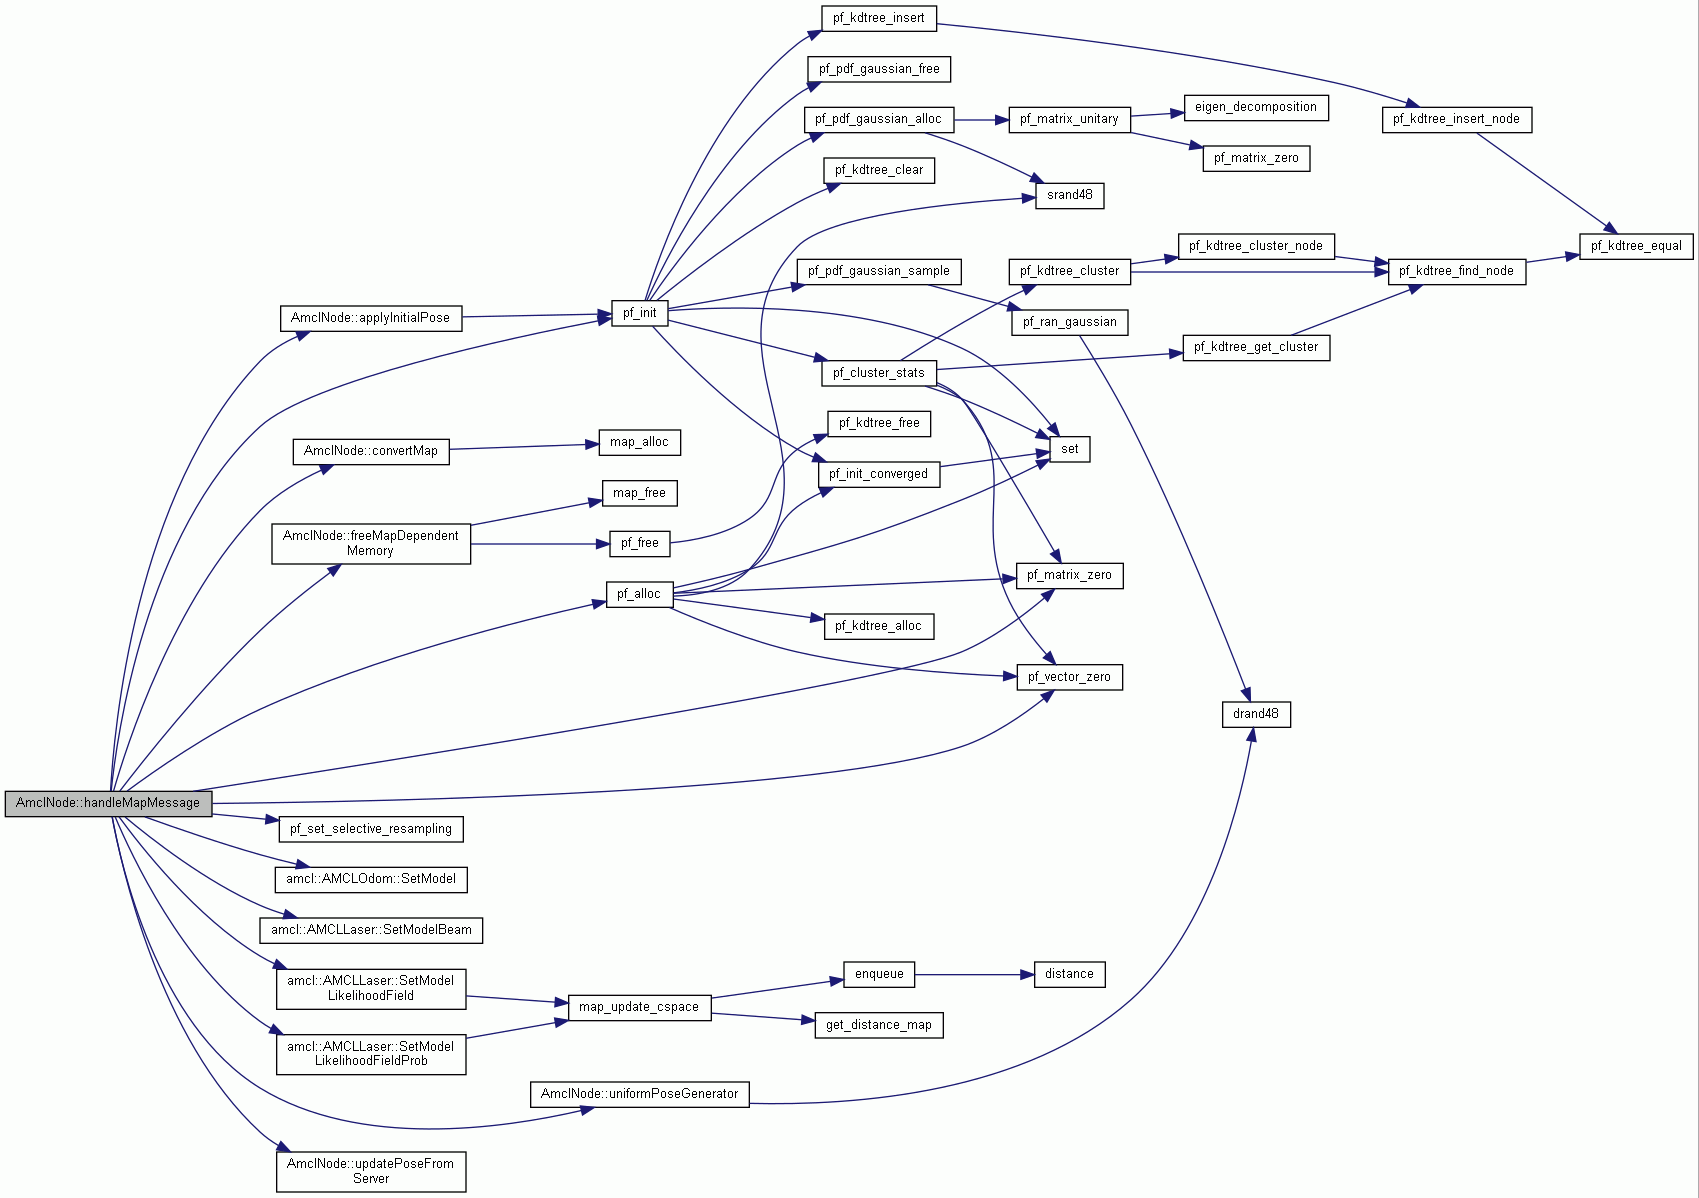 pf_kdtree_insert
pf_pdf_gaussian_free
eigen_decomposition
pf_pdf_gaussian_alloc
pf_matrix_unitary
pf_kdtree_insert_node
pf_matrix_zero
pf_kdtree_clear
srand48
pf_kdtree_cluster_node
pf_kdtree_equal
pf_pdf_gaussian_sample
pf_kdtree_cluster
pf_kdtree_find_node
AmclNode::applyInitialPose
pf_init
pf_ran_gaussian
pf_kdtree_get_cluster
pf_cluster_stats
pf_kdtree_free
AmclNode::convertMap
map_alloc
set
pf_init_converged
map_free
AmclNode::freeMapDependent
Memory
pf_free
pf_matrix_zero
pf_alloc
pf_kdtree_alloc
pf_vector_zero
drand48
AmclNode::handleMapMessage
pf_set_selective_resampling
amcl::AMCLOdom::SetModel
amcl::AMCLLaser::SetModelBeam
enqueue
distance
amcl::AMCLLaser::SetModel
LikelihoodField
map_update_cspace
get_distance_map
amcl::AMCLLaser::SetModel
LikelihoodFieldProb
AmclNode::uniformPoseGenerator
AmclNode::updatePoseFrom
Server